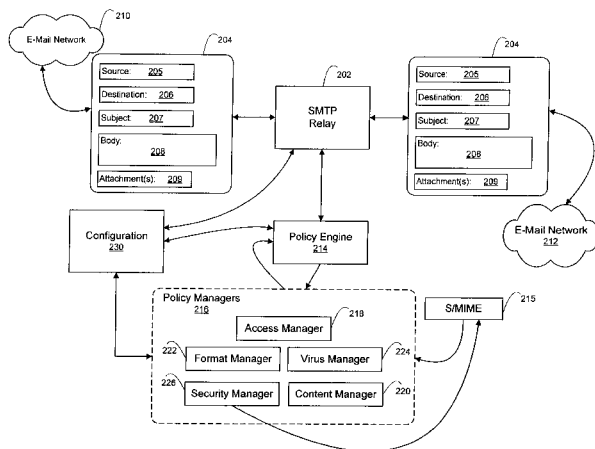 210
E-Mail Network
204
Source: 205
Destination: 206
Subject: 207
Body:
208
Attachment(s): 209
202
SMTP
Relay
204
Source: 205
Destination: 206
Subject: 207
Body:
208
Attachment(s): 209
E-Mail Network
212
Configuration
230
Policy Engine
214
Policy Managers
216
218
Access Manager
222
Format Manager
Virus Manager
224
226
Security Manager
Content Manager
220
S/MIME
215